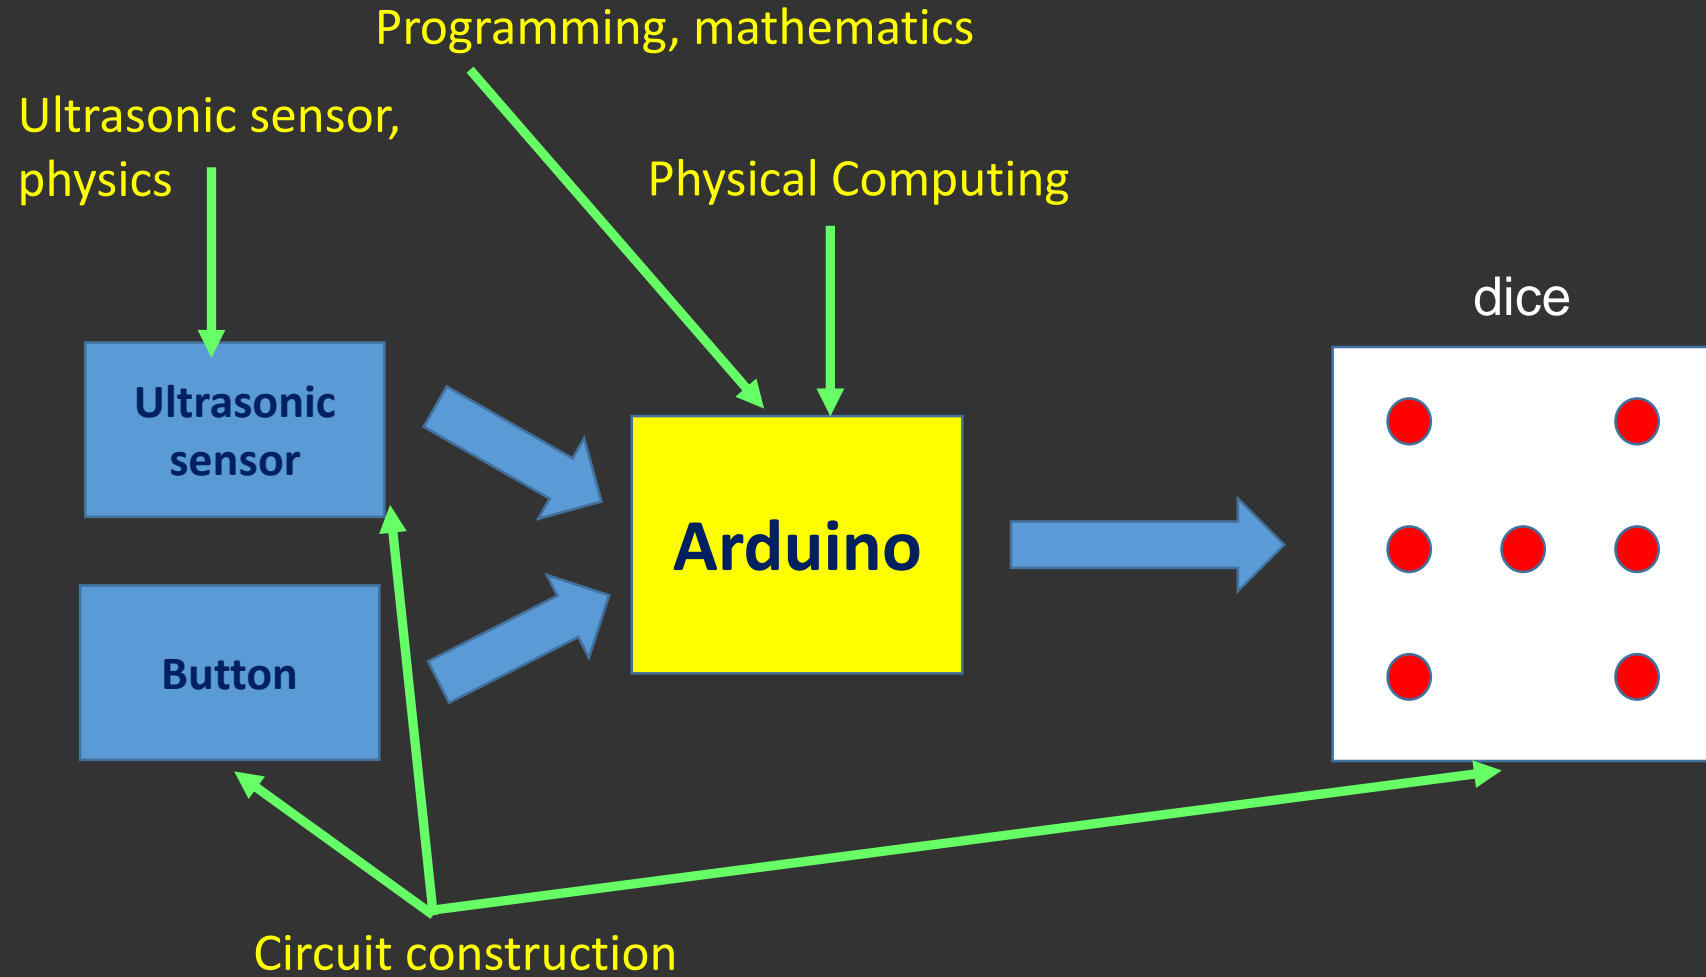 Programming, mathematics
Ultrasonic sensor,
physics
Physical Computing
dice
Ultrasonic
sensor
Arduino
Button
Circuit construction